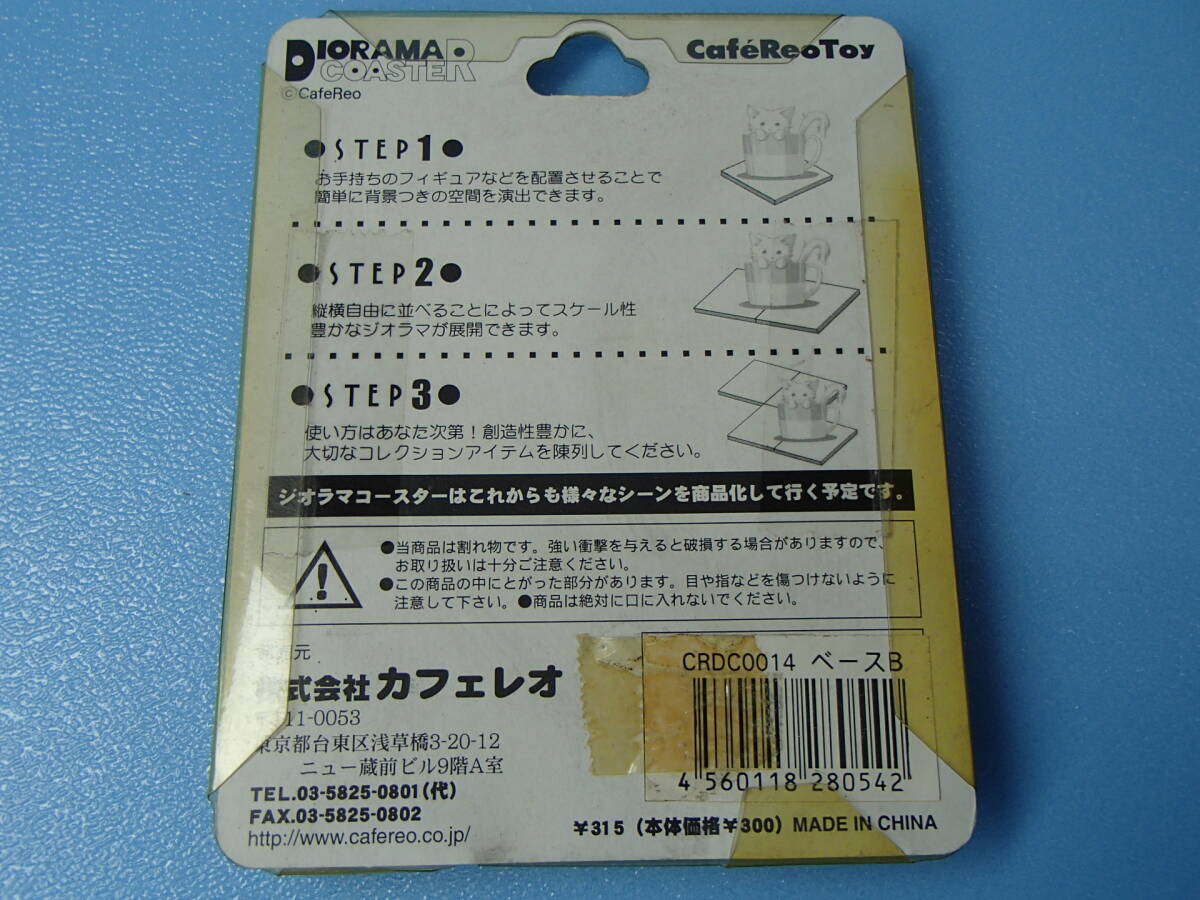 DIORAMA
COASTER
CaféReoToy
©CafeReo
●STEP1●
お手持ちのフィギュアなどを配置させることで
簡単に背景つきの空間を演出できます。
●STEP2●
縦横自由に並べることによってスケール性
豊かなジオラマが展開できます。
●STEP3●
使い方はあなた次第！創造性豊かに、
大切なコレクションアイテムを陳列してください。
ジオラマコースターはこれからも様々なシーンを商品化して行く予定です。
●当商品は割れ物です。強い衝撃を与えると破損する場合がありますので、
お取り扱いは十分ご注意ください。
●この商品の中にとがった部分があります。目や指などを傷つけないように
注意して下さい。●商品は絶対に口に入れないでください。
元
株式会社カフェレオ
11-0053
東京都台東区浅草橋3-20-12
ニュー蔵前ビル9階A室
TEL.03-5825-0801(代)
FAX.03-5825-0802
http://www.cafereo.co.jp/
CRDC0014 ベースB
4 560118 280542
¥315（本体価格¥300）MADE IN CHINA